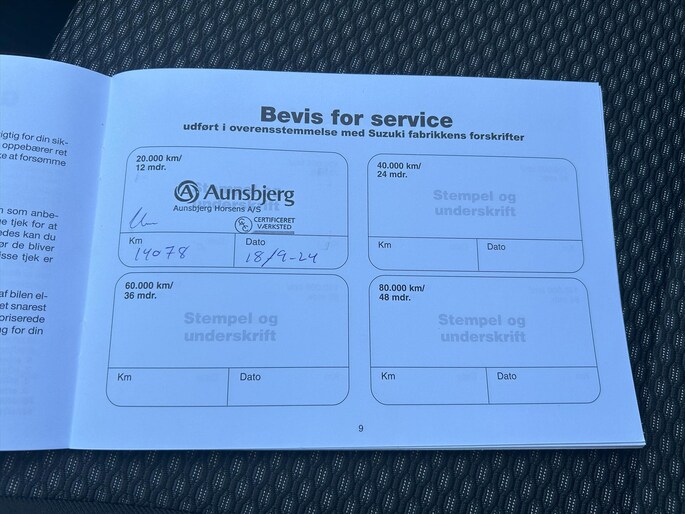 igtig for din sik-
oppebærer ret
ke at forsømme
n som anbe-
e tjek for at
edes kan du
ør de bliver
isse tjek er
af bilen el-
et snarest
oriserede
ng for din
Bevis for service
udført i overensstemmelse med Suzuki fabrikkens forskrifter
20.000 km/
12 mdr.
Aunsbjerg
Aunsbjerg Horsens A/S
CERTIFICERET
VÆRKSTED
Km
14078
Dato
18/9-24
40.000 km/
24 mdr.
Stempel og
underskrift
Km
Dato
60.000 km/
36 mdr.
Stempel og
underskrift
Km
Dato
80.000 km/
48 mdr.
Stempel og
underskrift
Km
Dato
9